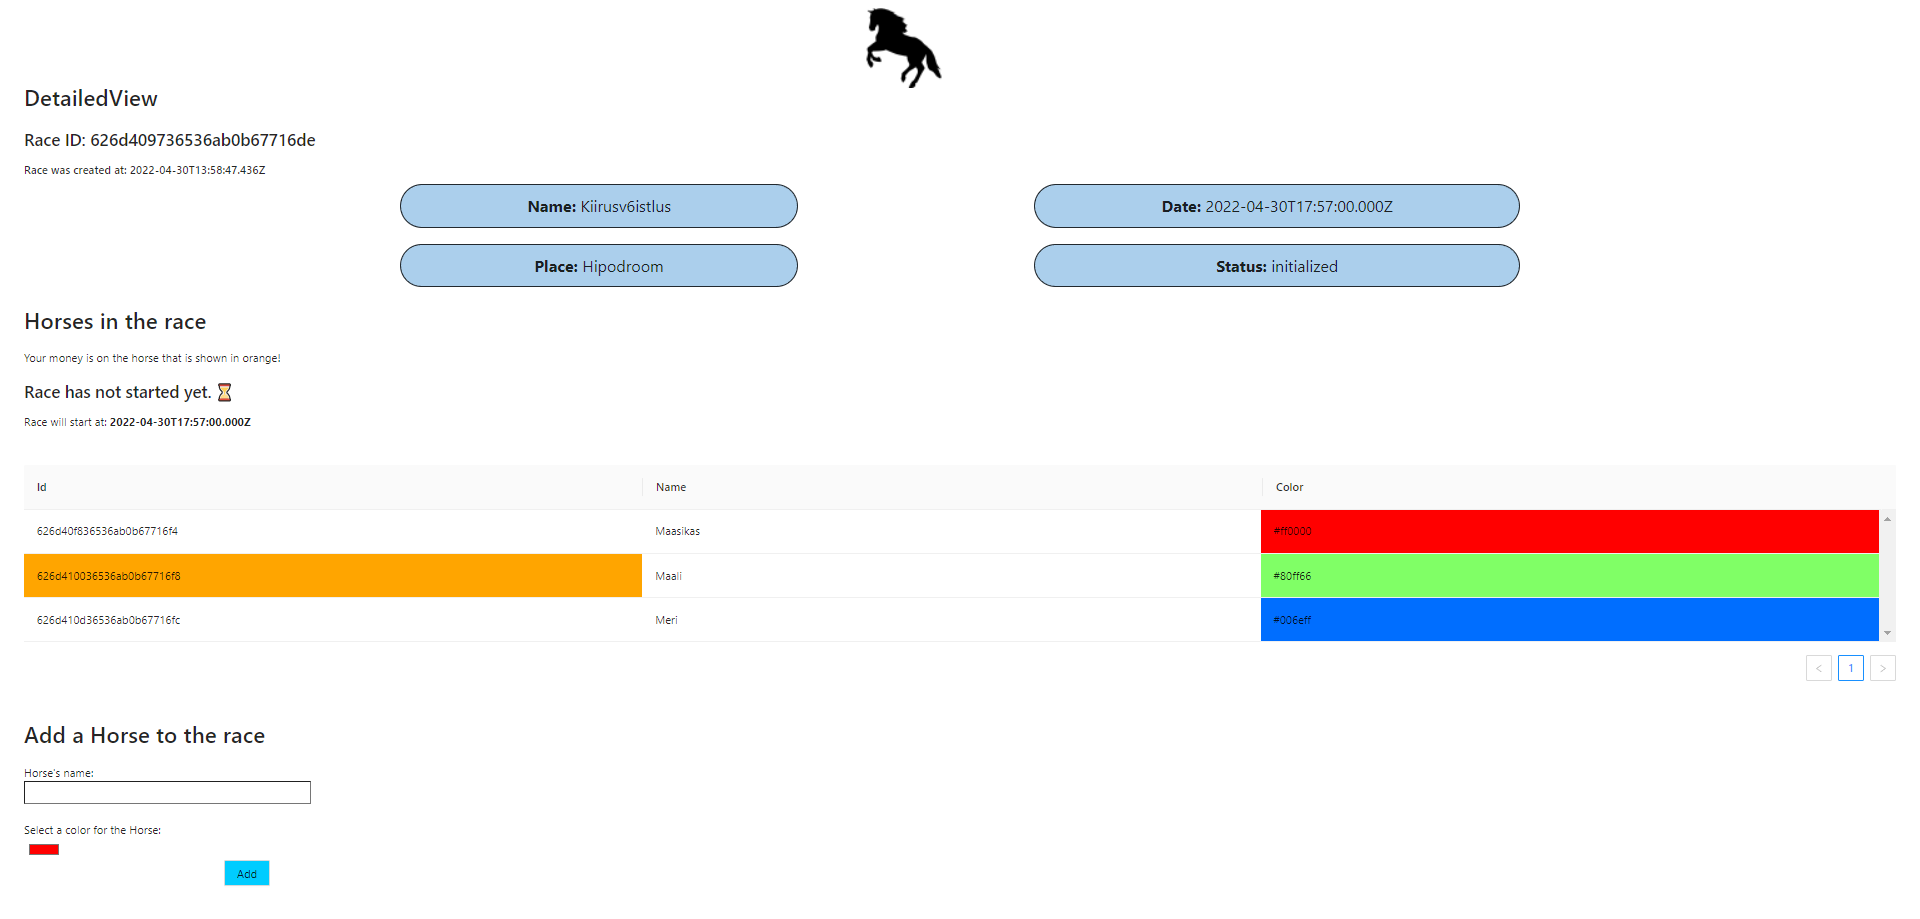 DetailedView
Race ID: 626d409736536ab0b67716de
Race was created at: 2022-04-30T13:58:47.436Z
Name: Kiirusv6istlus
Date: 2022-04-30T17:57:00.000Z
Place: Hipodroom
Status: initialized
Horses in the race
Your money is on the horse that is shown in orange!
Race has not started yet. ⏳
Race will start at: 2022-04-30T17:57:00.000Z
Id Name Color
626d40f836536ab0b67716f4 Maasikas #ff0000
626d410036536ab0b67716f8 Maali #80ff66
626d410d36536ab0b67716fc Meri #006eff
< 1 >
Add a Horse to the race
Horse's name:
Select a color for the Horse:
Add